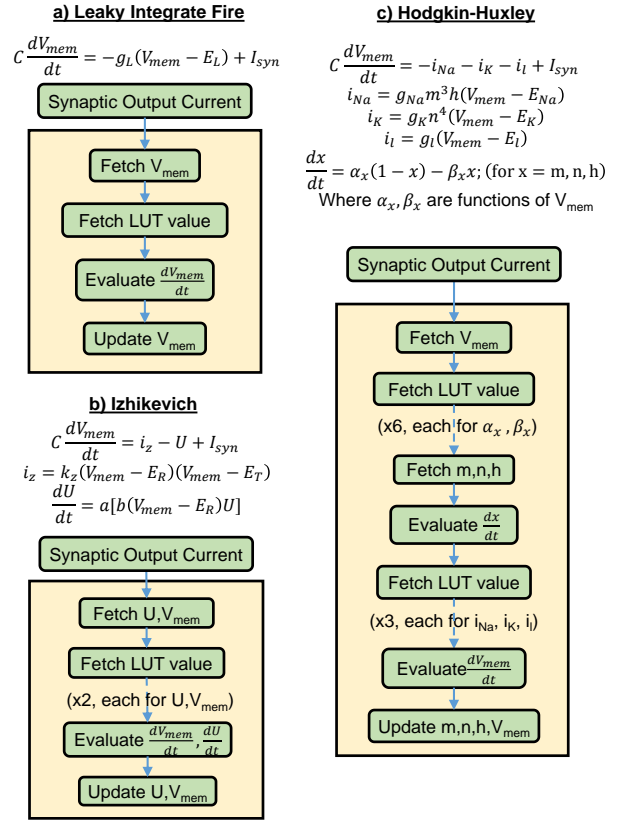 a) Leaky Integrate Fire
C dV_mem/dt = −g_L(V_mem − E_L) + I_syn
Synaptic Output Current
Fetch V_mem
Fetch LUT value
Evaluate dV_mem/dt
Update V_mem
b) Izhikevich
C dV_mem/dt = i_z − U + I_syn
i_z = k_z(V_mem − E_R)(V_mem − E_T)
dU/dt = a[b(V_mem − E_R)U]
Synaptic Output Current
Fetch U,V_mem
Fetch LUT value
(x2, each for U,V_mem)
Evaluate dV_mem/dt, dU/dt
Update U,V_mem
c) Hodgkin-Huxley
C dV_mem/dt = −i_Na − i_K − i_l + I_syn
i_Na = g_Na m³h(V_mem − E_Na)
i_K = g_K n⁴(V_mem − E_K)
i_l = g_l(V_mem − E_l)
dx/dt = α_x(1 − x) − β_x x; (for x = m, n, h)
Where α_x, β_x are functions of V_mem
Synaptic Output Current
Fetch V_mem
Fetch LUT value
(x6, each for α_x , β_x)
Fetch m,n,h
Evaluate dx/dt
Fetch LUT value
(x3, each for i_Na, i_K, i_l)
Evaluate dV_mem/dt
Update m,n,h,V_mem